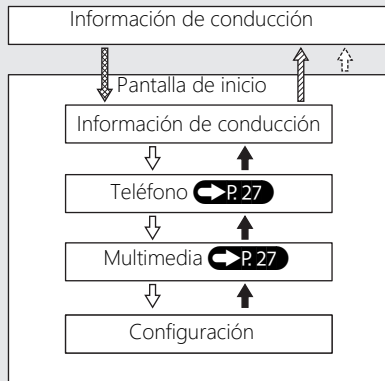 Información de conducción
Pantalla de inicio
Información de conducción
Teléfono P. 27
Multimedia P. 27
Configuración